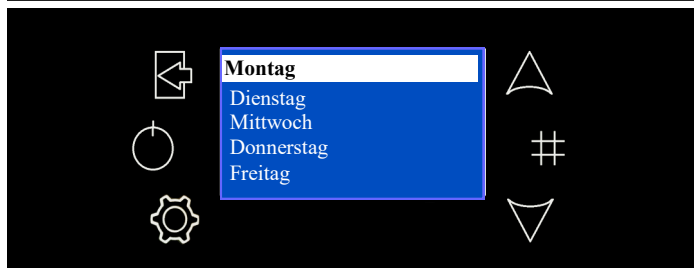 Montag
Dienstag
Mittwoch
Donnerstag
Freitag